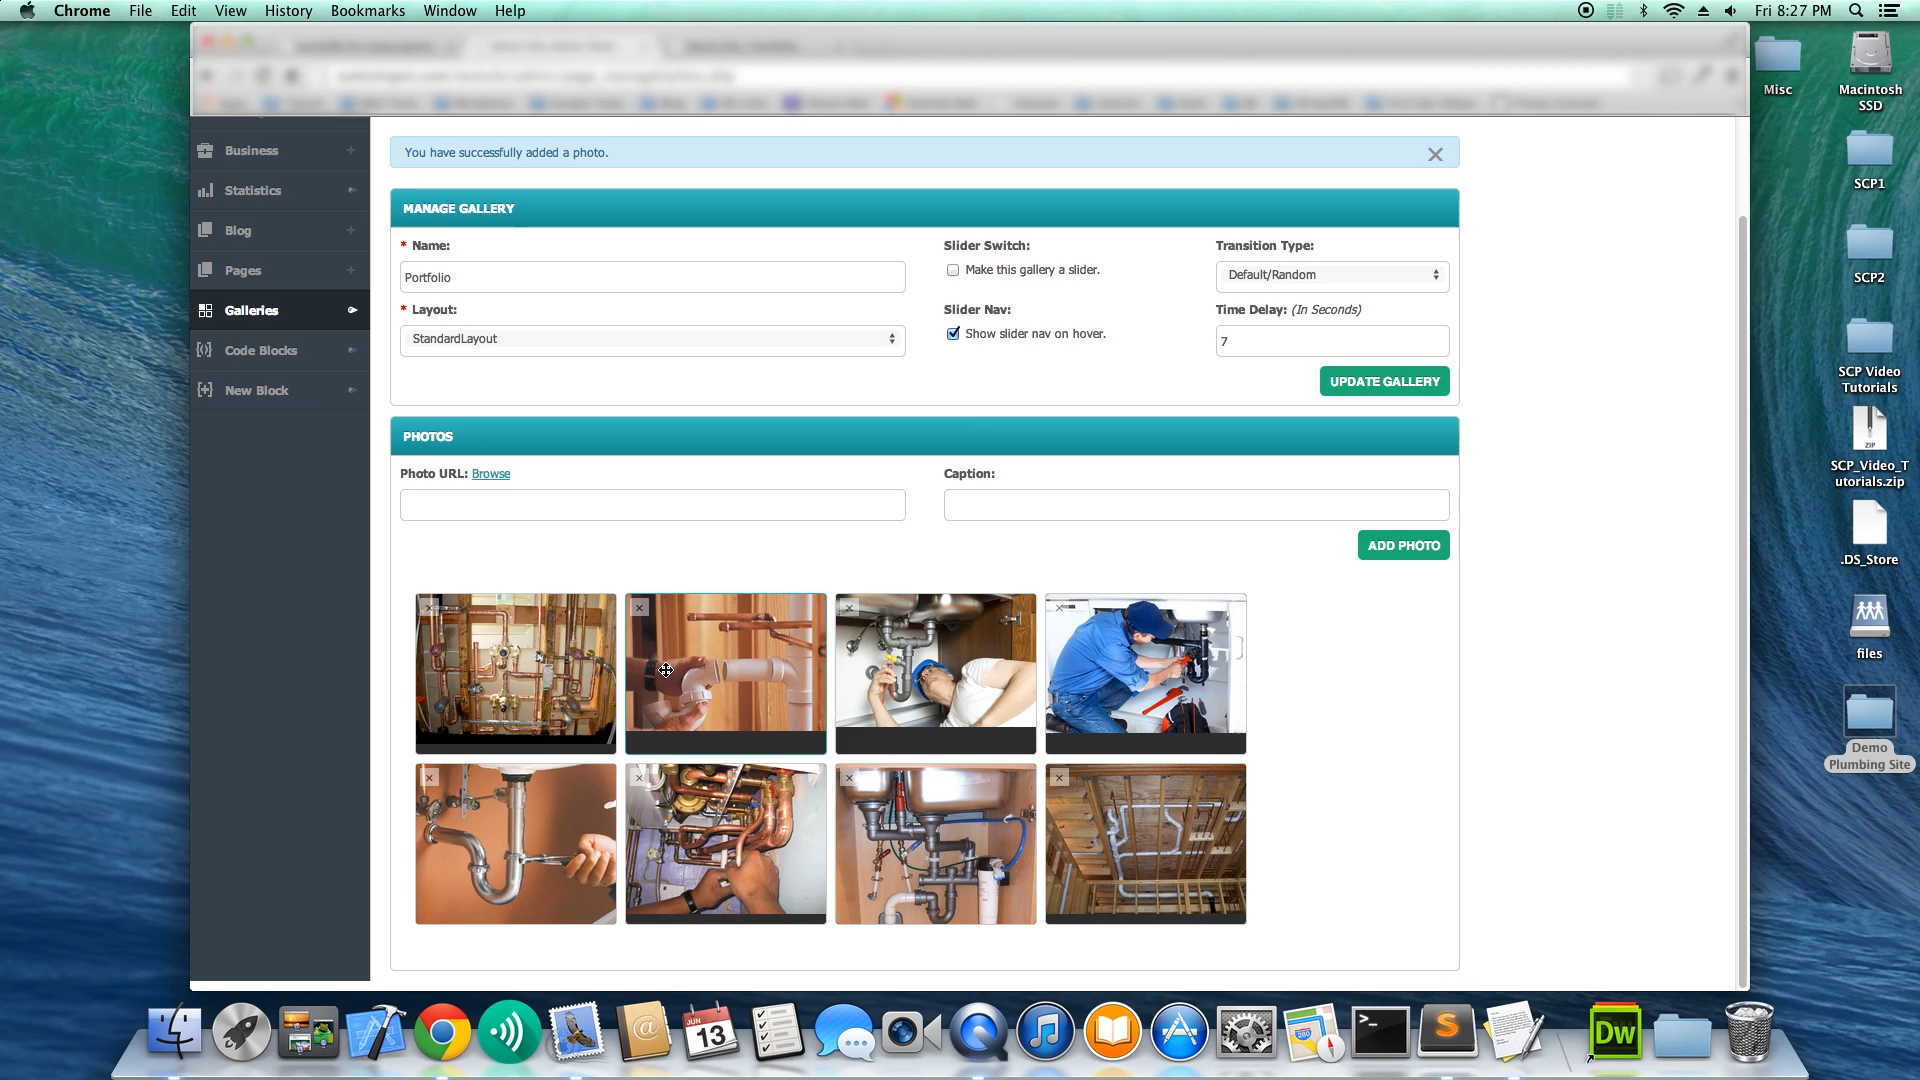 Chrome File Edit View History Bookmarks Window Help Fri 8:27 PM
Misc
Macintosh SSD
Business
Statistics
Blog
Pages
Galleries
Code Blocks
New Block
You have successfully added a photo.
MANAGE GALLERY
* Name:
Portfolio
* Layout:
StandardLayout
Slider Switch:
Make this gallery a slider.
Slider Nav:
Show slider nav on hover.
Transition Type:
Default/Random
Time Delay: (In Seconds)
7
UPDATE GALLERY
PHOTOS
Photo URL: Browse
Caption:
ADD PHOTO
SCP1
SCP2
SCP Video
Tutorials
ZIP
SCP_Video_T
utorials.zip
.DS_Store
files
Demo
Plumbing Site
JUN
13
280
Dw